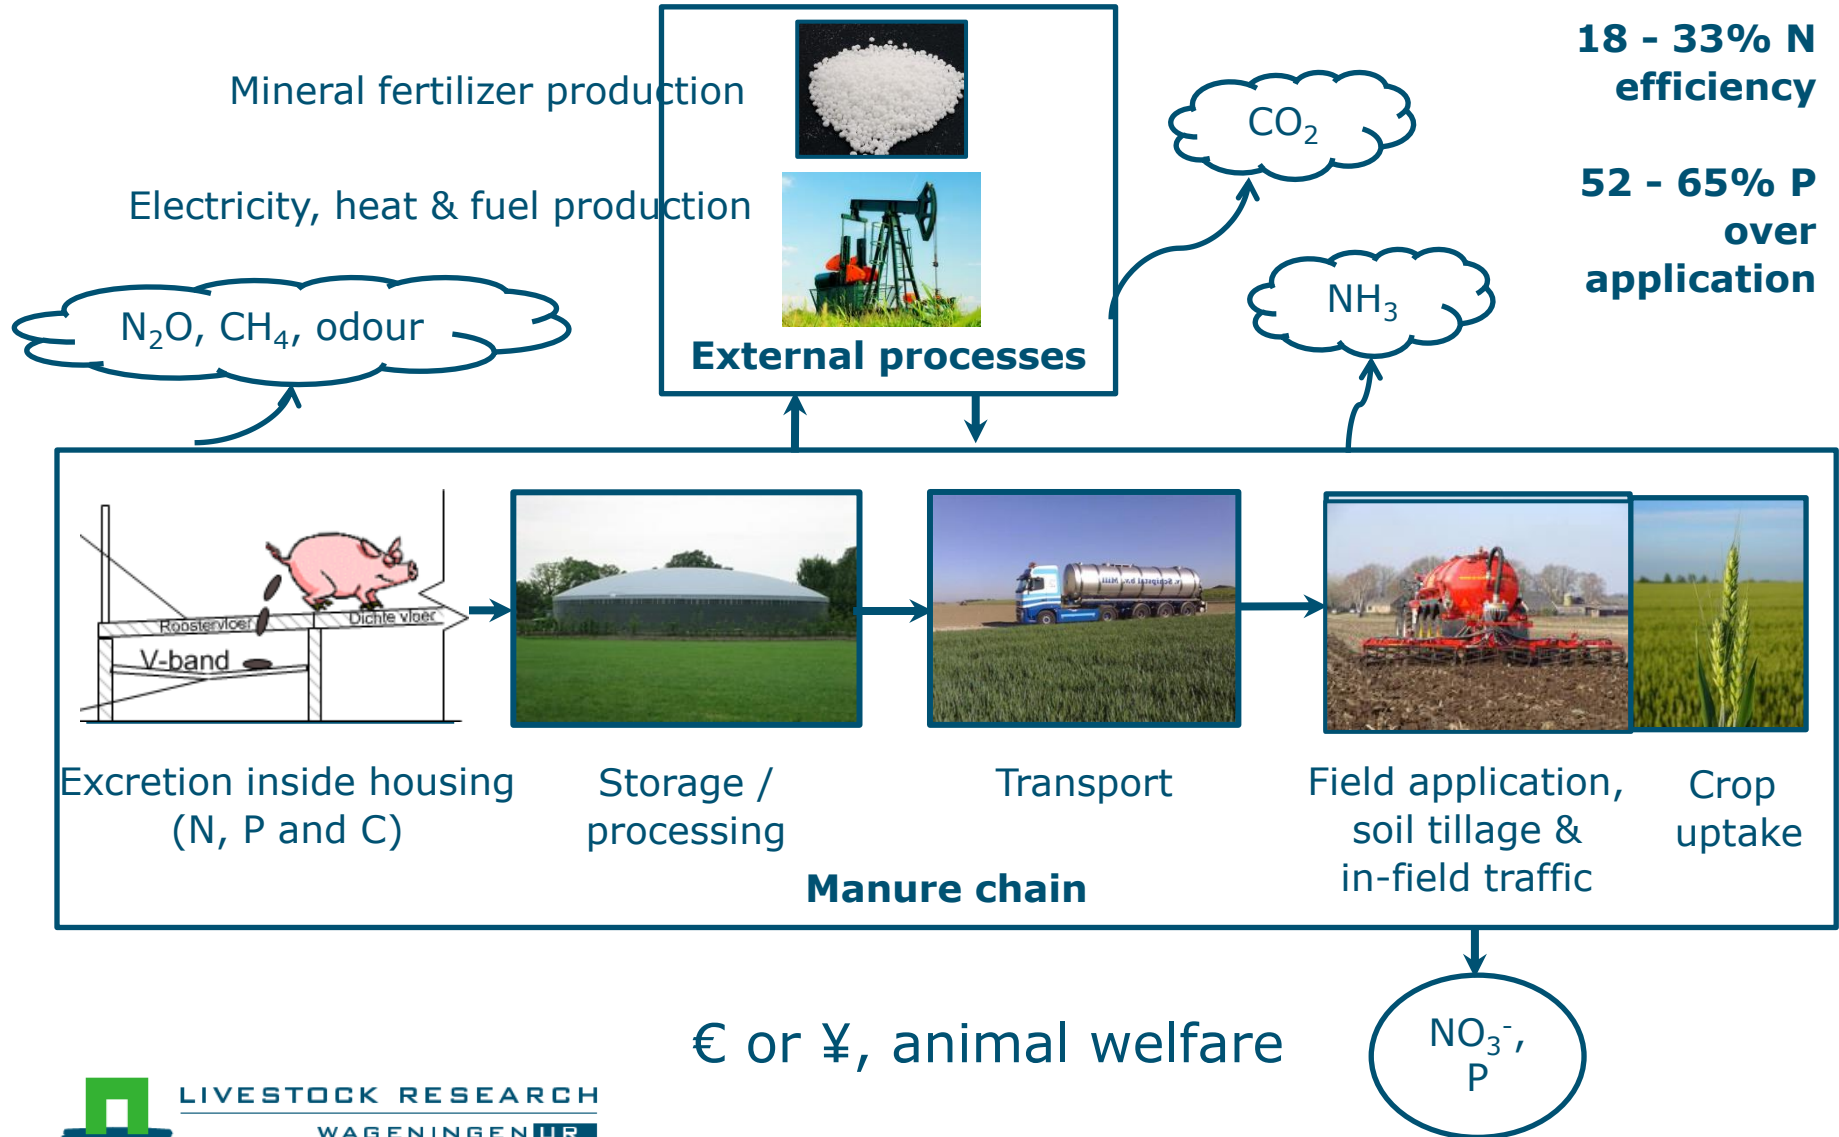 Mineral fertilizer production
Electricity, heat & fuel production
External processes
CO₂
18 - 33% N
efficiency
52 - 65% P
over
application
NH₃
N₂O, CH₄, odour
Roostervloer
Dichte vloer
V-band
Excretion inside housing
(N, P and C)
Storage /
processing
Transport
Field application,
soil tillage &
in-field traffic
Crop
uptake
Manure chain
€ or ¥, animal welfare
NO₃⁻,
P
LIVESTOCK RESEARCH
WAGENINGEN UR